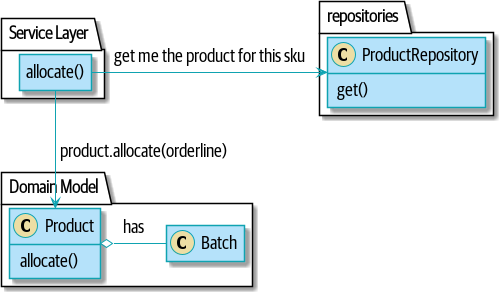 Service Layer
allocate()
get me the product for this sku
repositories
C ProductRepository
get()
product.allocate(orderline)
Domain Model
C Product
allocate()
has
C Batch